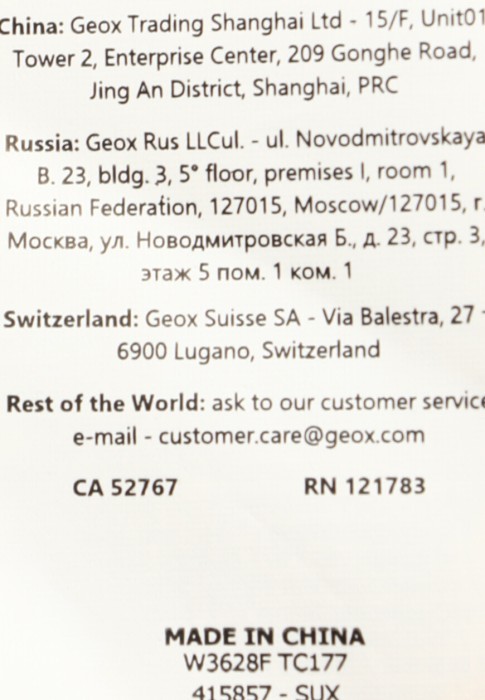 China: Geox Trading Shanghai Ltd - 15/F, Unit01
Tower 2, Enterprise Center, 209 Gonghe Road,
Jing An District, Shanghai, PRC
Russia: Geox Rus LLCul. - ul. Novodmitrovskaya
B. 23, bldg. 3, 5° floor, premises I, room 1,
Russian Federation, 127015, Moscow/127015, г.
Москва, ул. Новодмитровская Б., д. 23, стр. 3,
этаж 5 пом. 1 ком. 1
Switzerland: Geox Suisse SA - Via Balestra, 27 -
6900 Lugano, Switzerland
Rest of the World: ask to our customer service
e-mail - customer.care@geox.com
CA 52767 RN 121783
MADE IN CHINA
W3628F TC177
415857 - SUX